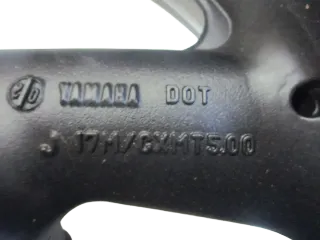 YAMAHA DOT
J 17M/CXMT5.00